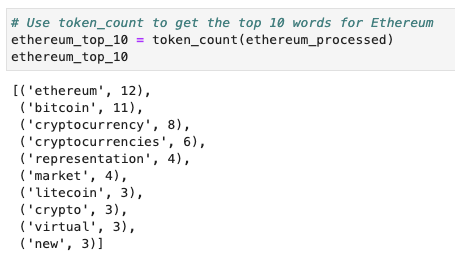 # Use token_count to get the top 10 words for Ethereum
ethereum_top_10 = token_count(ethereum_processed)
ethereum_top_10
[('ethereum', 12),
('bitcoin', 11),
('cryptocurrency', 8),
('cryptocurrencies', 6),
('representation', 4),
('market', 4),
('litecoin', 3),
('crypto', 3),
('virtual', 3),
('new', 3)]